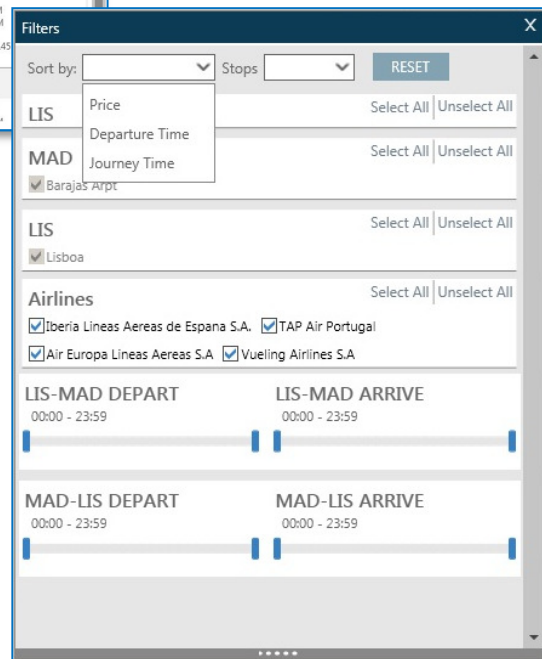 Filters X
Sort by: Stops RESET
Price
Departure Time
Journey Time
LIS Select All Unselect All
MAD Select All Unselect All
Barajas Arpt
LIS Select All Unselect All
Lisboa
Airlines Select All Unselect All
Iberia Lineas Aereas de Espana S.A. TAP Air Portugal
Air Europa Lineas Aereas S.A Vueling Airlines S.A
LIS-MAD DEPART LIS-MAD ARRIVE
00:00 - 23:59 00:00 - 23:59
MAD-LIS DEPART MAD-LIS ARRIVE
00:00 - 23:59 00:00 - 23:59